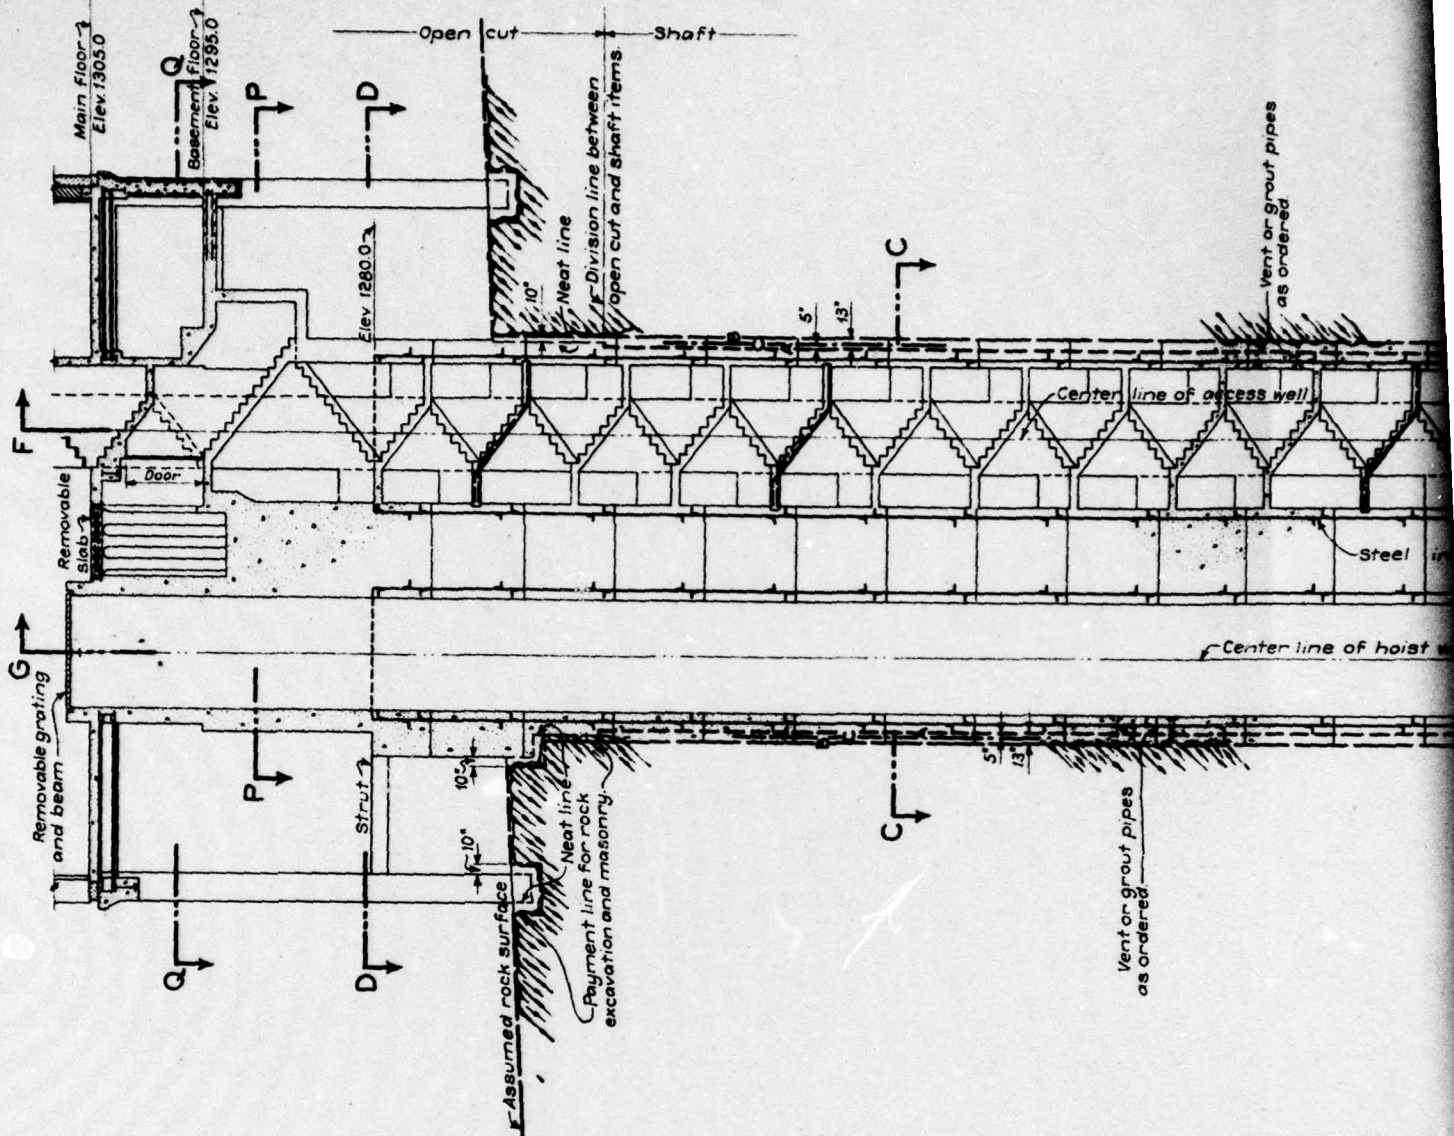 Open cut
Shaft
Main floor
Elev. 1305.0
Q
Basement floor
Elev. 1295.0
P
D
Elev. 1280.0
10"
Neat line
Division line between
open cut and shaft items.
5"
13"
C
Vent or grout pipes
as ordered.
F
Center line of access well
Door
Removable
Slab
Steel
G
Center line of hoist
Removable grating
and beam
P
Strut
10"
10"
Neat line
Payment line for rock
excavation and masonry.
Assumed rock surface
5"
13"
C
Vent or grout pipes
as ordered.
Q
D
B
C
A